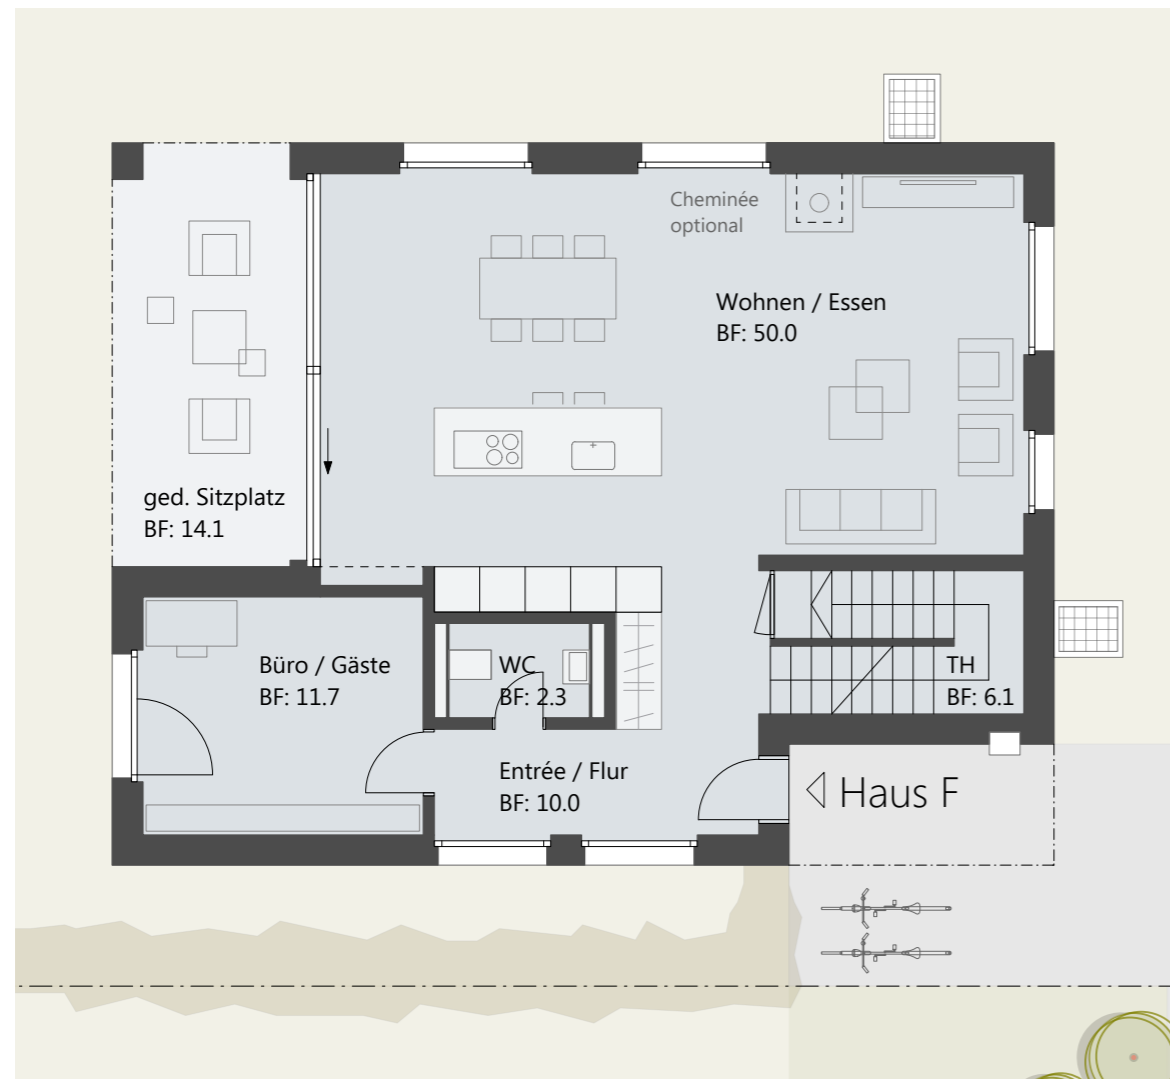 Cheminée
optional
Wohnen / Essen
BF: 50.0
ged. Sitzplatz
BF: 14.1
Büro / Gäste
BF: 11.7
WC
BF: 2.3
TH
BF: 6.1
Entrée / Flur
BF: 10.0
Haus F